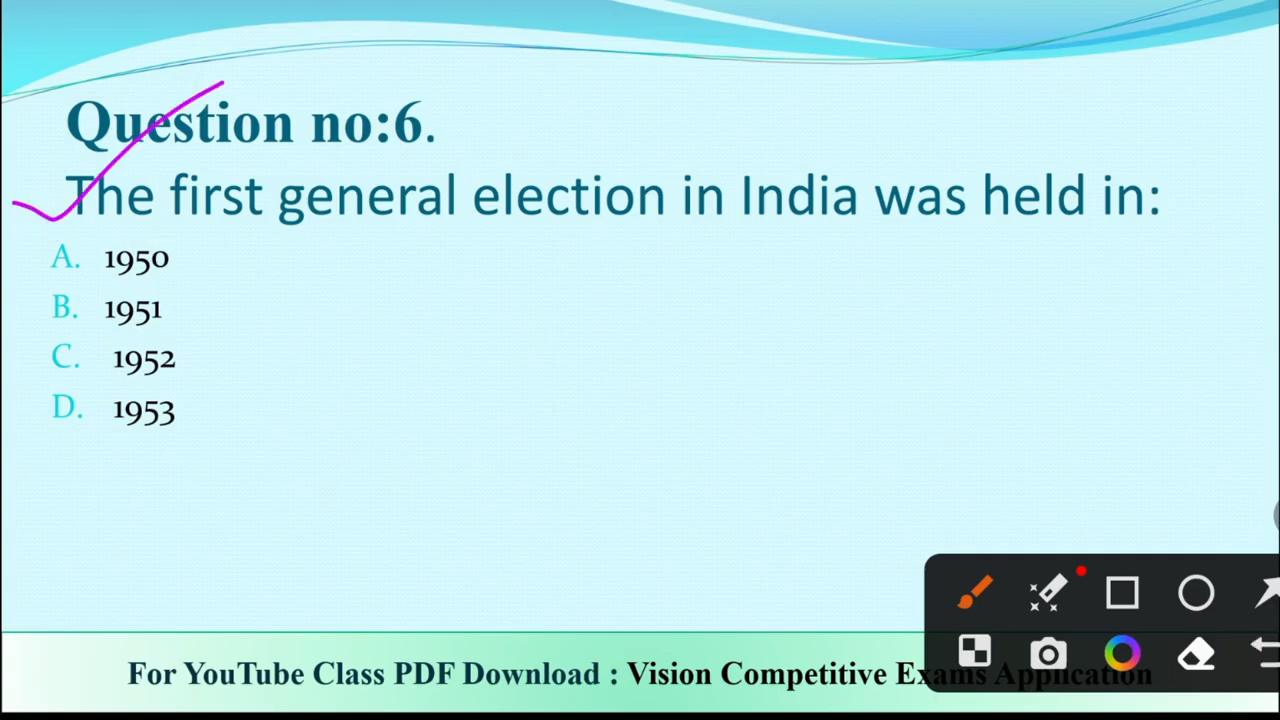 Question no:6.
The first general election in India was held in:
A. 1950
B. 1951
C. 1952
D. 1953
For YouTube Class PDF Download : Vision Competitive Exams Application